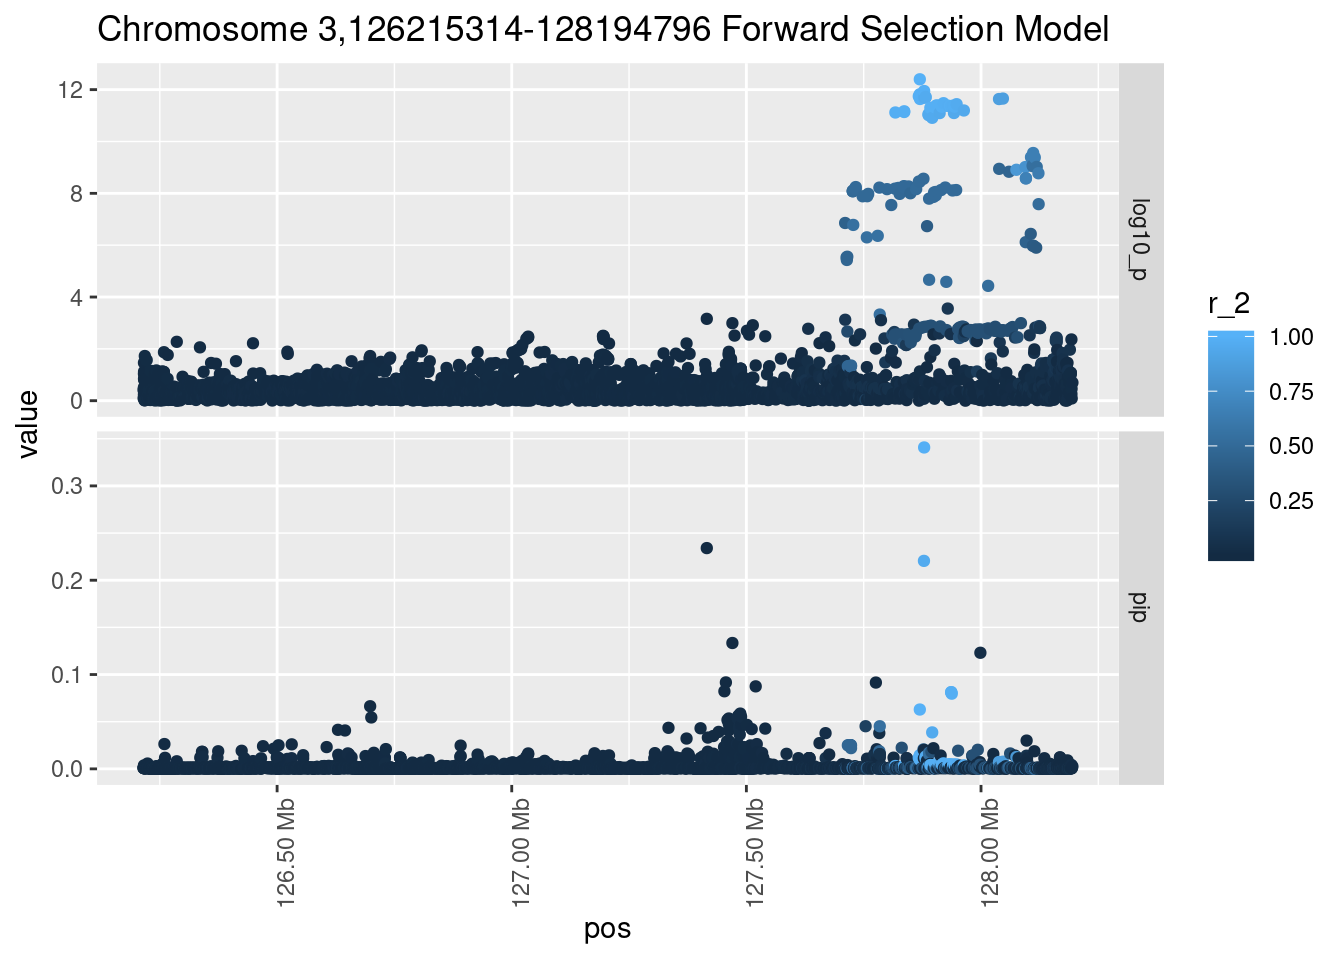 Chromosome 3,126215314-128194796 Forward Selection Model
12
8
4
0
log10_p
value
0.3
0.2
0.1
0.0
pip
126.50 Mb
127.00 Mb
127.50 Mb
128.00 Mb
pos
r_2
1.00
0.75
0.50
0.25